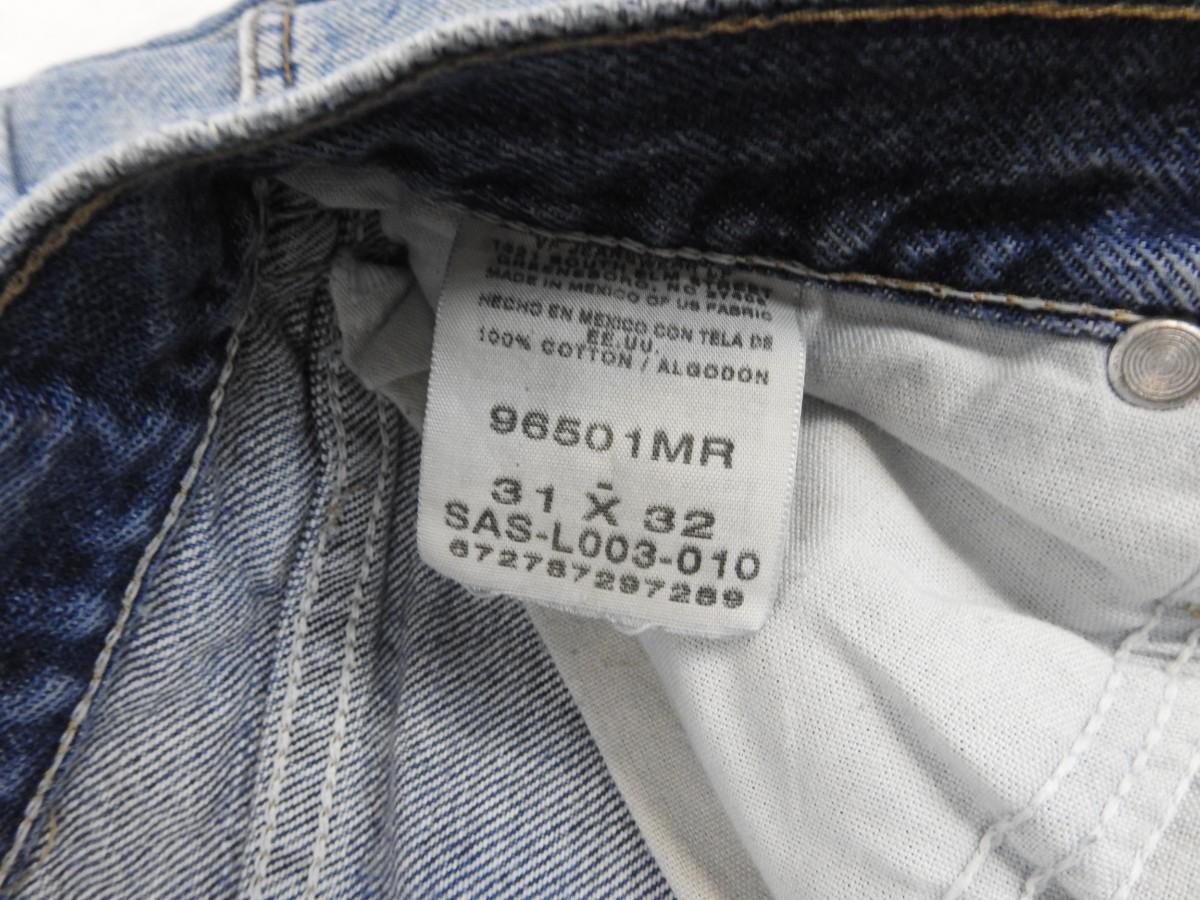 MADE IN MEXICO OF US FABRIC
HECHO EN MEXICO CON TELA DE
EE.UU.
100% COTTON / ALGODON
96501MR
31 X 32
SAS-L003-010
672787297289